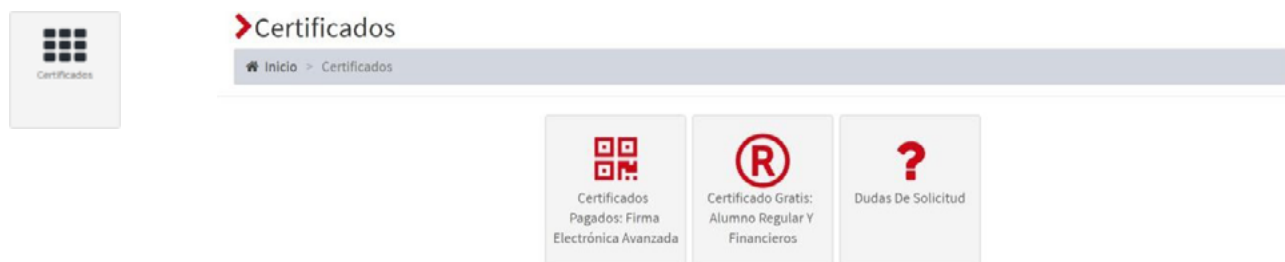 Certificados
Certificados
Inicio > Certificados
Certificados
Pagados: Firma
Electrónica Avanzada
R
Certificado Gratis:
Alumno Regular Y
Financieros
?
Dudas De Solicitud